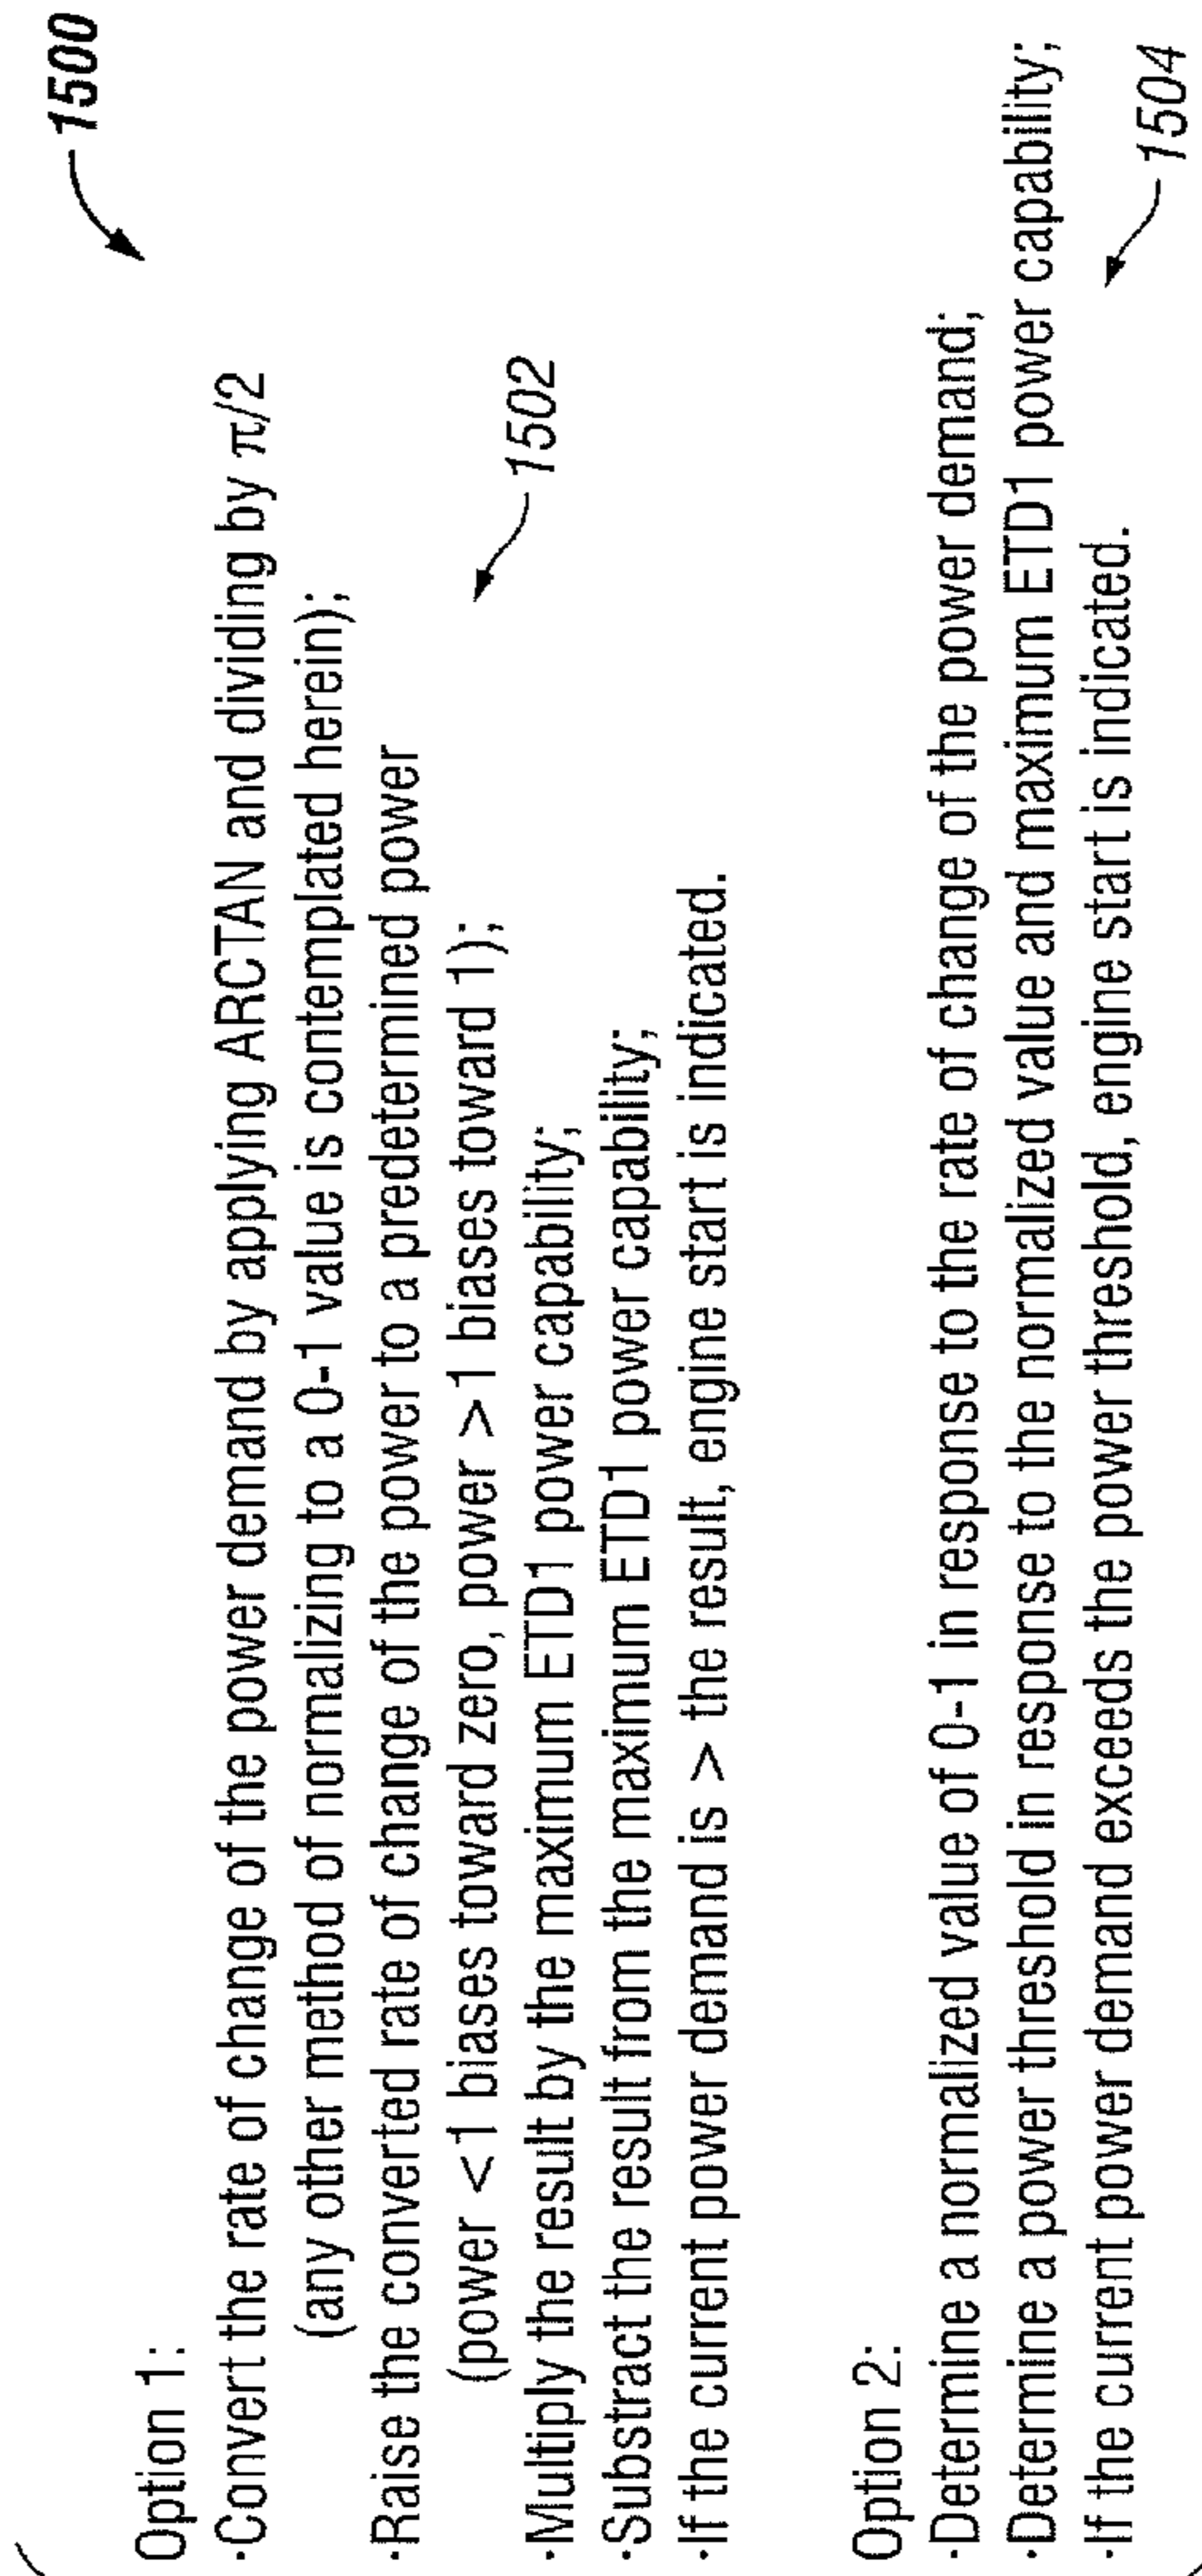 1500
Option 1:
·Convert the rate of change of the power demand by applying ARCTAN and dividing by π/2
(any other method of normalizing to a 0-1 value is contemplated herein);
·Raise the converted rate of change of the power to a predetermined power
(power <1 biases toward zero, power >1 biases toward 1);
1502
·Multiply the result by the maximum ETD1 power capability;
·Substract the result from the maximum ETD1 power capability;
·If the current power demand is > the result, engine start is indicated.
Option 2:
·Determine a normalized value of 0-1 in response to the rate of change of the power demand;
·Determine a power threshold in response to the normalized value and maximum ETD1 power capability;
·If the current power demand exceeds the power threshold, engine start is indicated.
1504